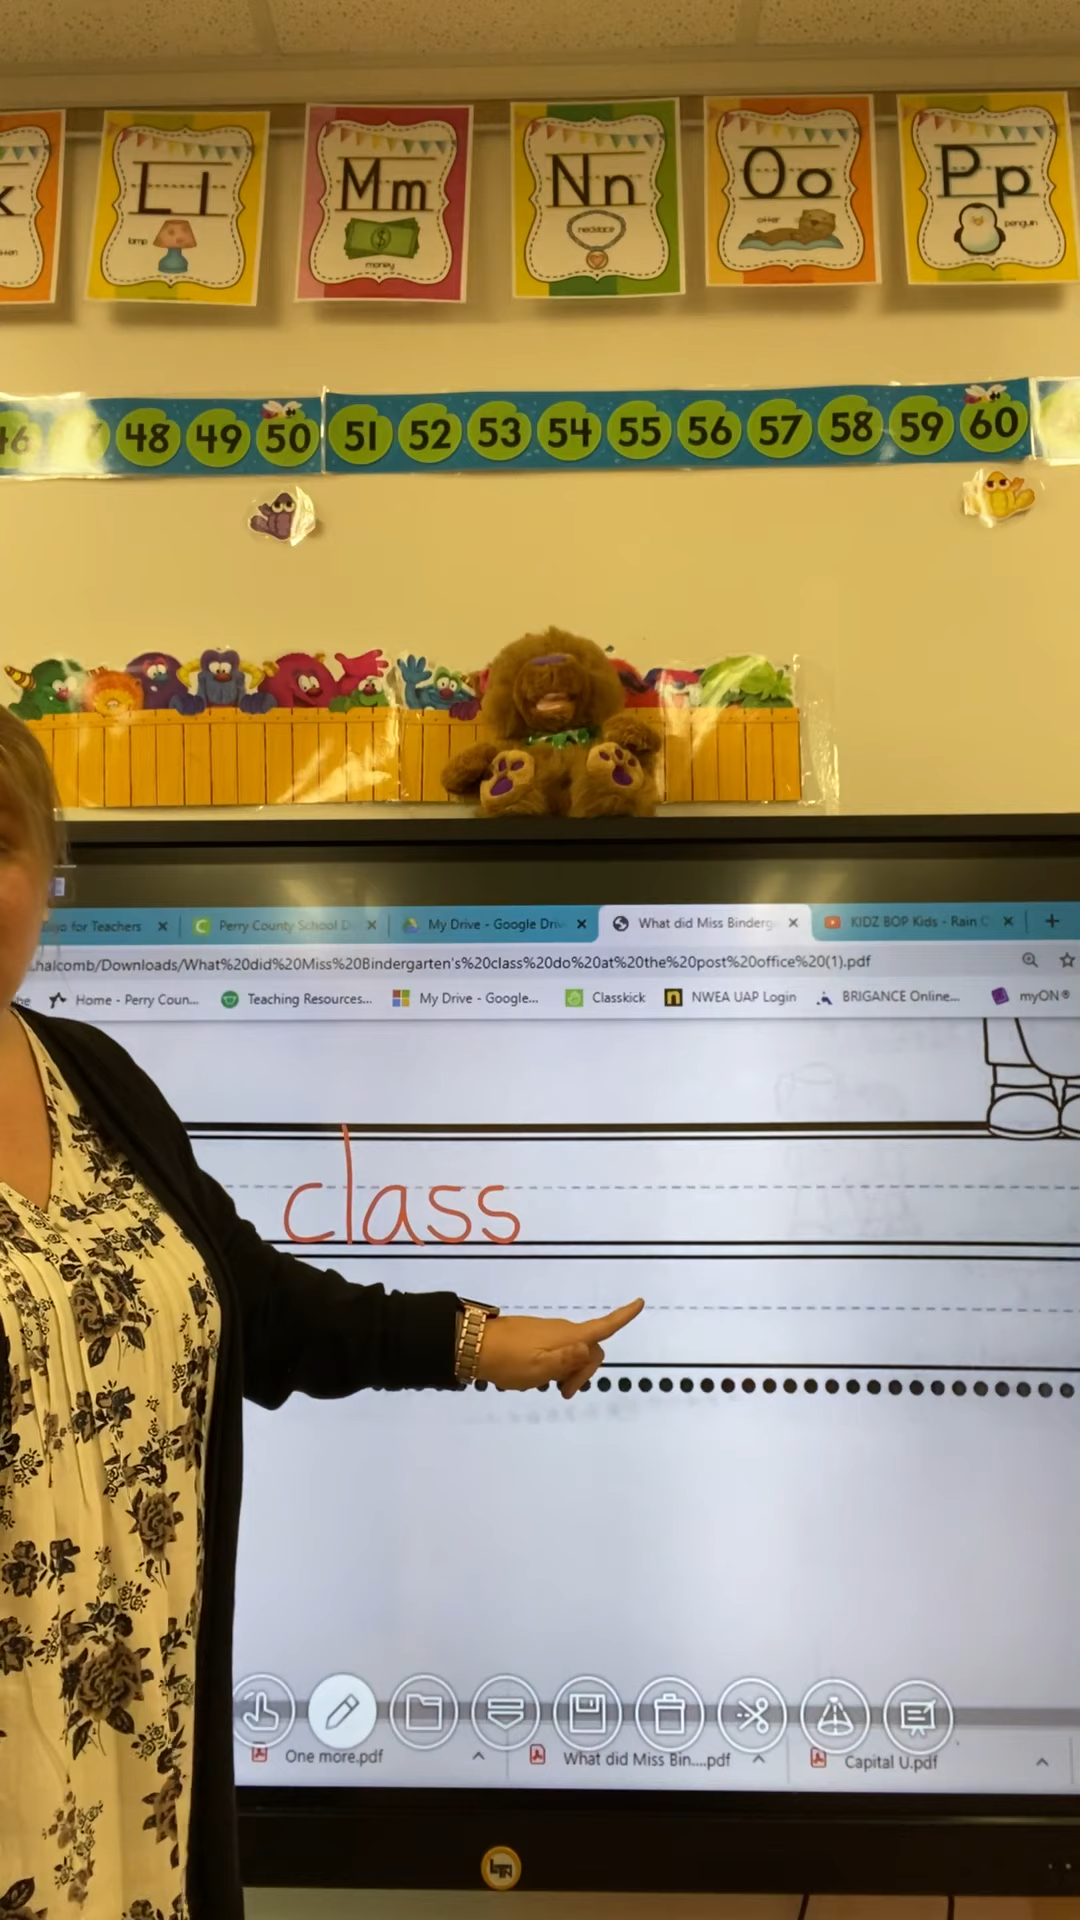 Ll
lamp
Mm
money
Nn
necklace
Oo
otter
Pp
penguin
48 49 50 51 52 53 54 55 56 57 58 59 60
for Teachers
Perry County School D
My Drive - Google Driv
What did Miss Binderg
KIDZ BOP Kids - Rain
halcomb/Downloads/What%20did%20Miss%20Bindergarten's%20class%20do%20at%20the%20post%20office%20(1).pdf
Home - Perry Coun...
Teaching Resources...
My Drive - Google...
Classkick
NWEA UAP Login
BRIGANCE Online...
myON®
class
One more.pdf
What did Miss Bin....pdf
Capital U.pdf